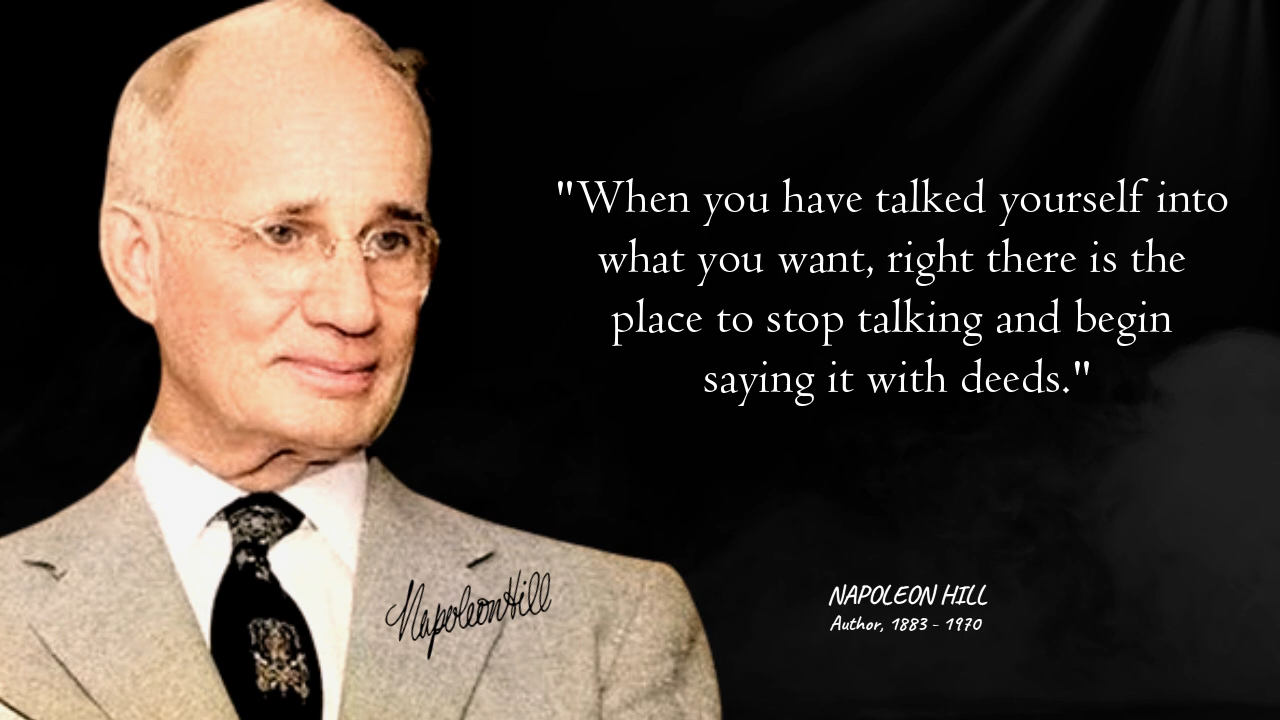 "When you have talked yourself into
what you want, right there is the
place to stop talking and begin
saying it with deeds."
NapoleonHill
NAPOLEON HILL
Author, 1883 - 1970